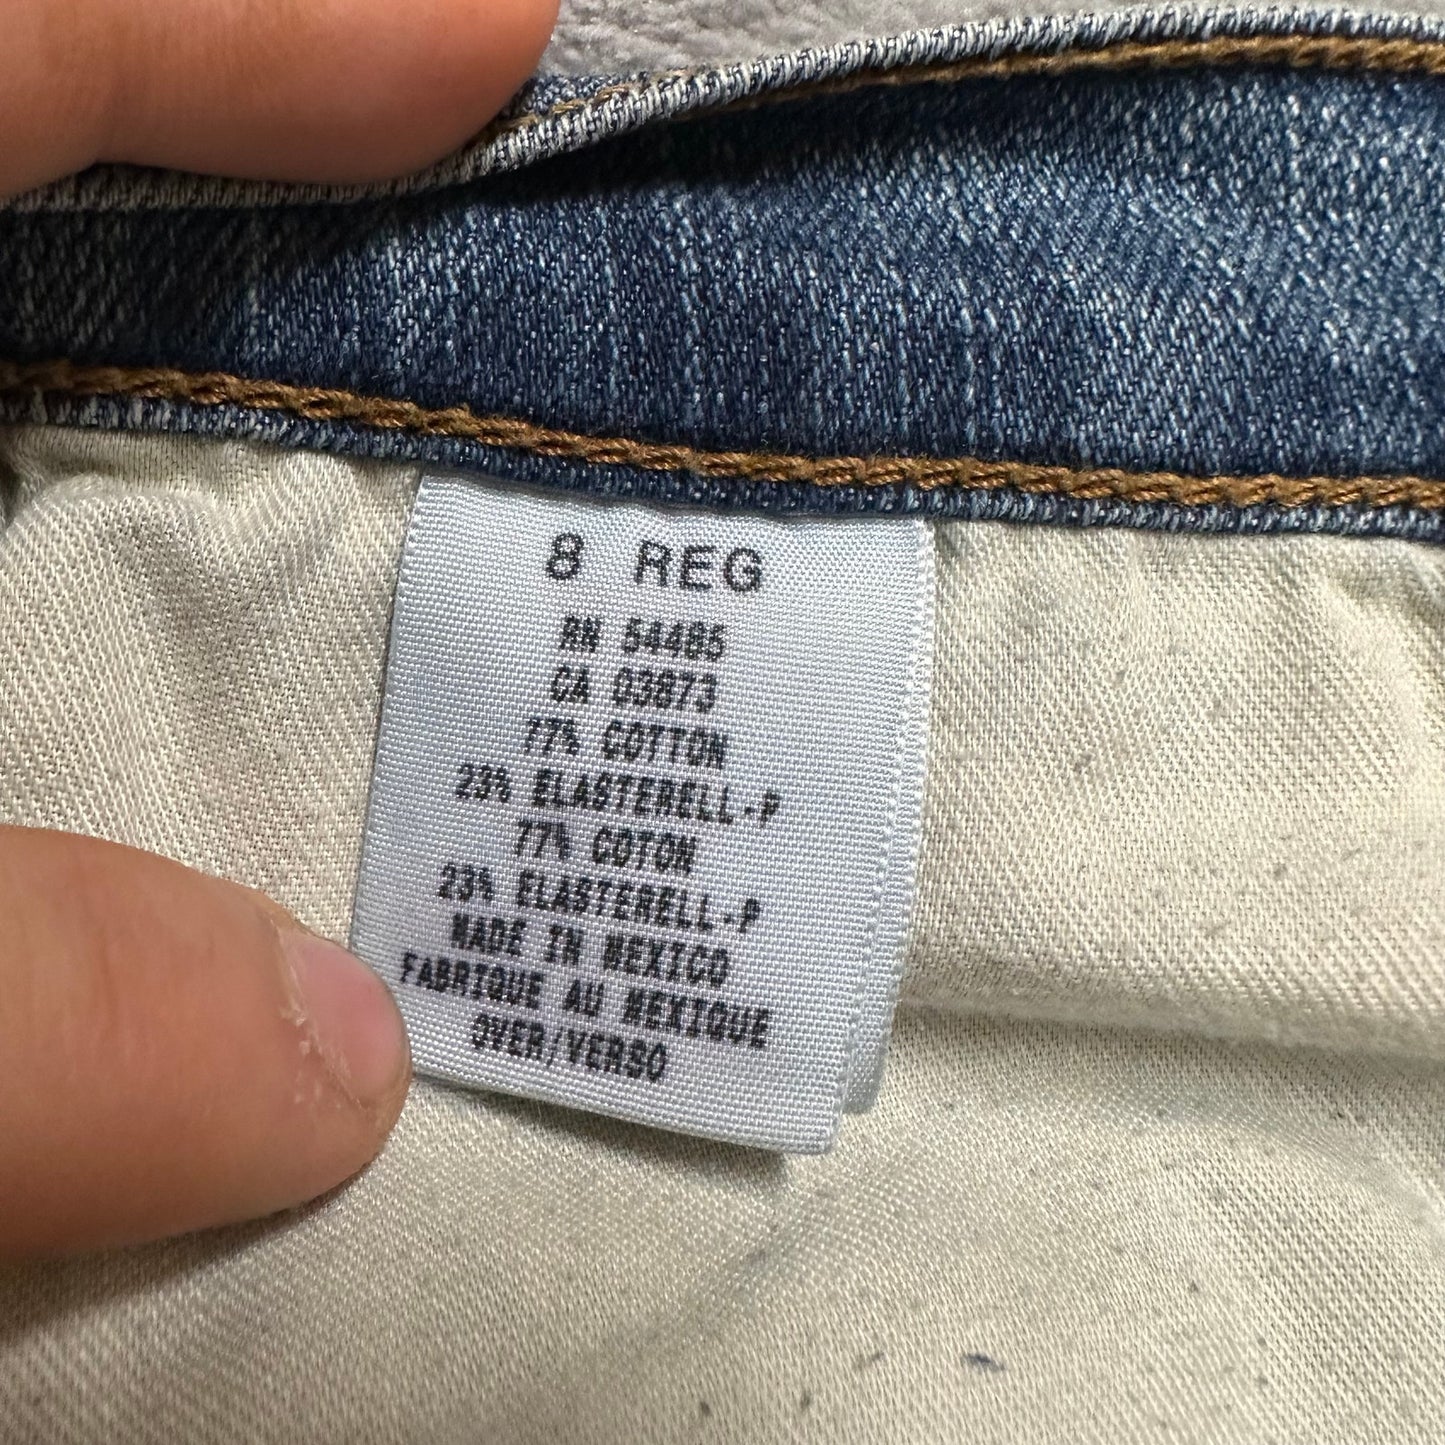 8 REG
RN 54485
CA 03873
77% COTTON
23% ELASTERELL-P
77% COTON
23% ELASTERELL-P
MADE IN MEXICO
FABRIQUE AU MEXIQUE
OVER/VERSO